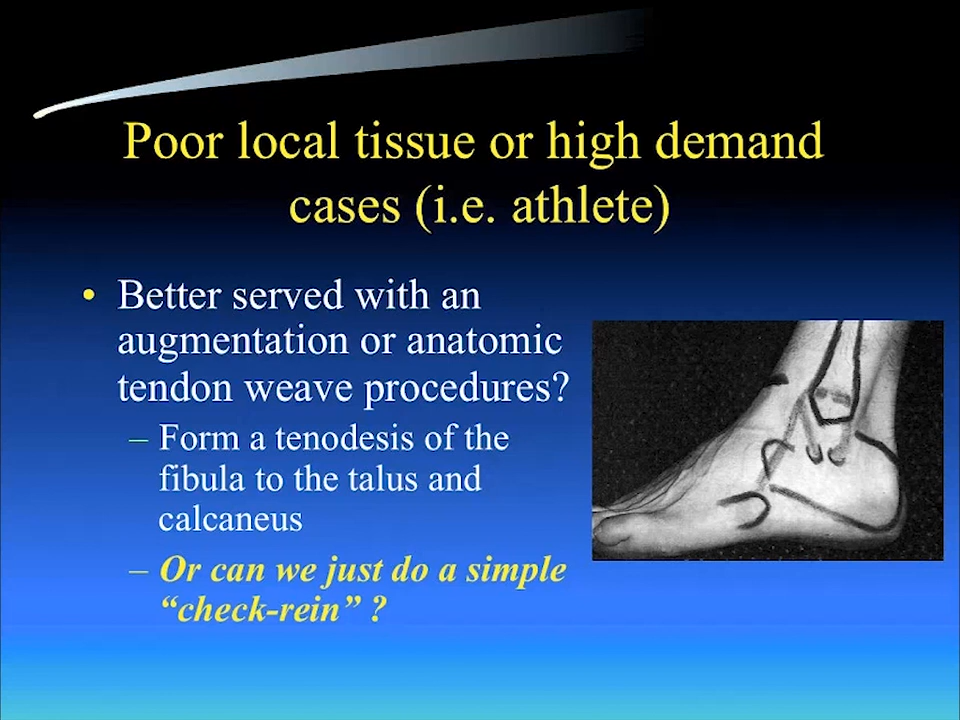 Poor local tissue or high demand
cases (i.e. athlete)
• Better served with an
augmentation or anatomic
tendon weave procedures?
– Form a tenodesis of the
fibula to the talus and
calcaneus
– Or can we just do a simple
“check-rein” ?